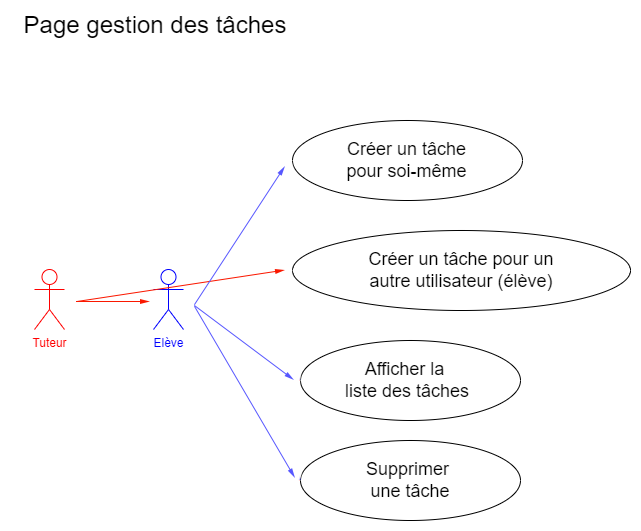 Page gestion des tâches
Créer un tâche
pour soi-même
Créer un tâche pour un
autre utilisateur (élève)
Tuteur
Elève
Afficher la
liste des tâches
Supprimer
une tâche